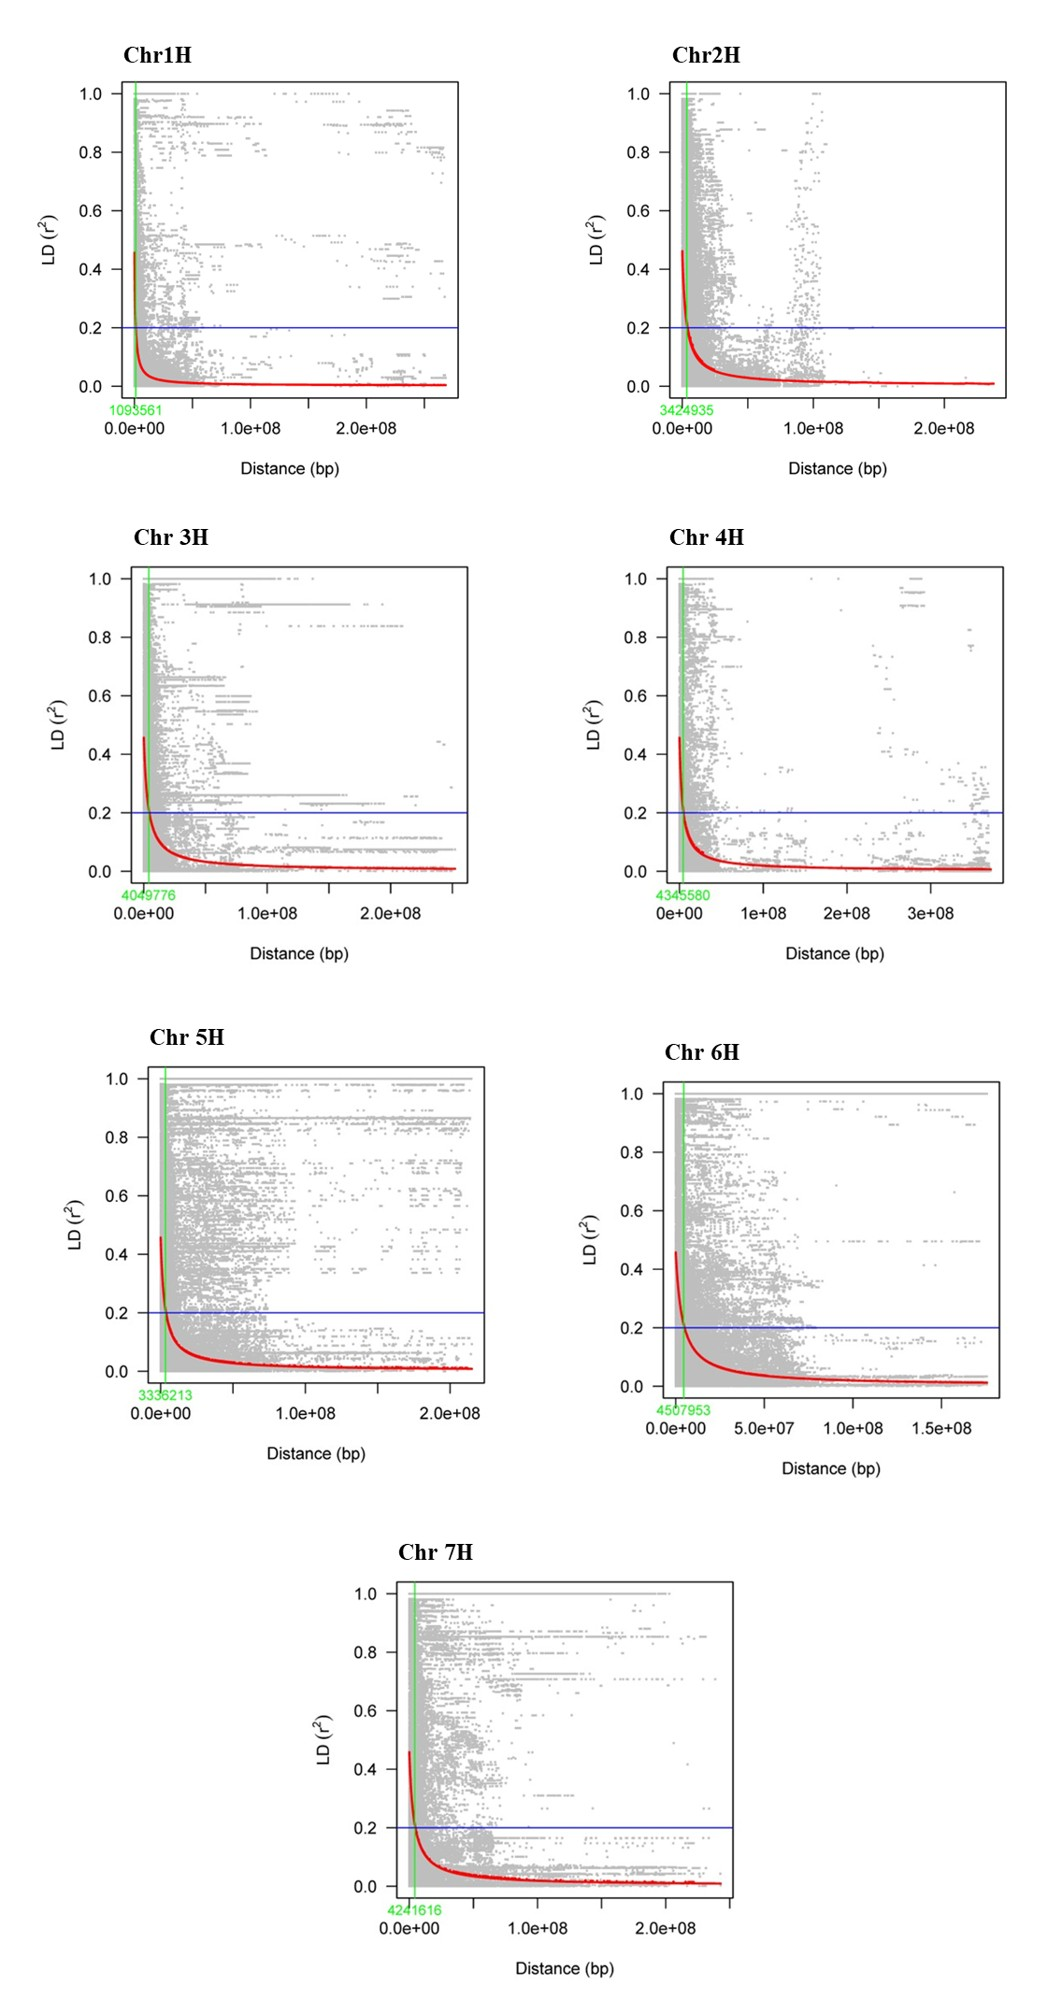 Chr1H
LD (r²)
1.0
0.8
0.6
0.4
0.2
0.0
1093561
0.0e+00 1.0e+08 2.0e+08
Distance (bp)
Chr2H
LD (r²)
1.0
0.8
0.6
0.4
0.2
0.0
3424935
0.0e+00 1.0e+08 2.0e+08
Distance (bp)
Chr 3H
LD (r²)
1.0
0.8
0.6
0.4
0.2
0.0
4049776
0.0e+00 1.0e+08 2.0e+08
Distance (bp)
Chr 4H
LD (r²)
1.0
0.8
0.6
0.4
0.2
0.0
4345580
0e+00 1e+08 2e+08 3e+08
Distance (bp)
Chr 5H
LD (r²)
1.0
0.8
0.6
0.4
0.2
0.0
3336213
0.0e+00 1.0e+08 2.0e+08
Distance (bp)
Chr 6H
LD (r²)
1.0
0.8
0.6
0.4
0.2
0.0
4507953
0.0e+00 5.0e+07 1.0e+08 1.5e+08
Distance (bp)
Chr 7H
LD (r²)
1.0
0.8
0.6
0.4
0.2
0.0
4241616
0.0e+00 1.0e+08 2.0e+08
Distance (bp)